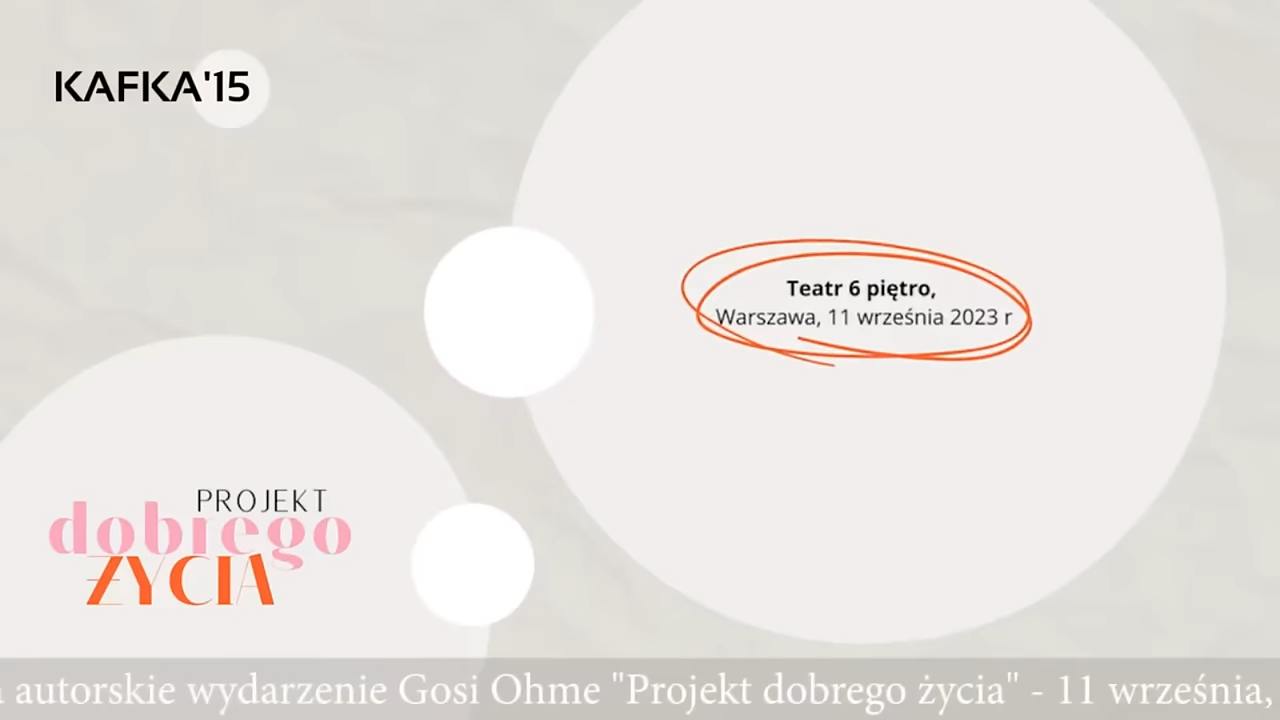 KAFKA'15
Teatr 6 piętro,
Warszawa, 11 września 2023 r
PROJEKT
dobrego
ŻYCIA
autorskie wydarzenie Gosi Ohme "Projekt dobrego życia" - 11 września,